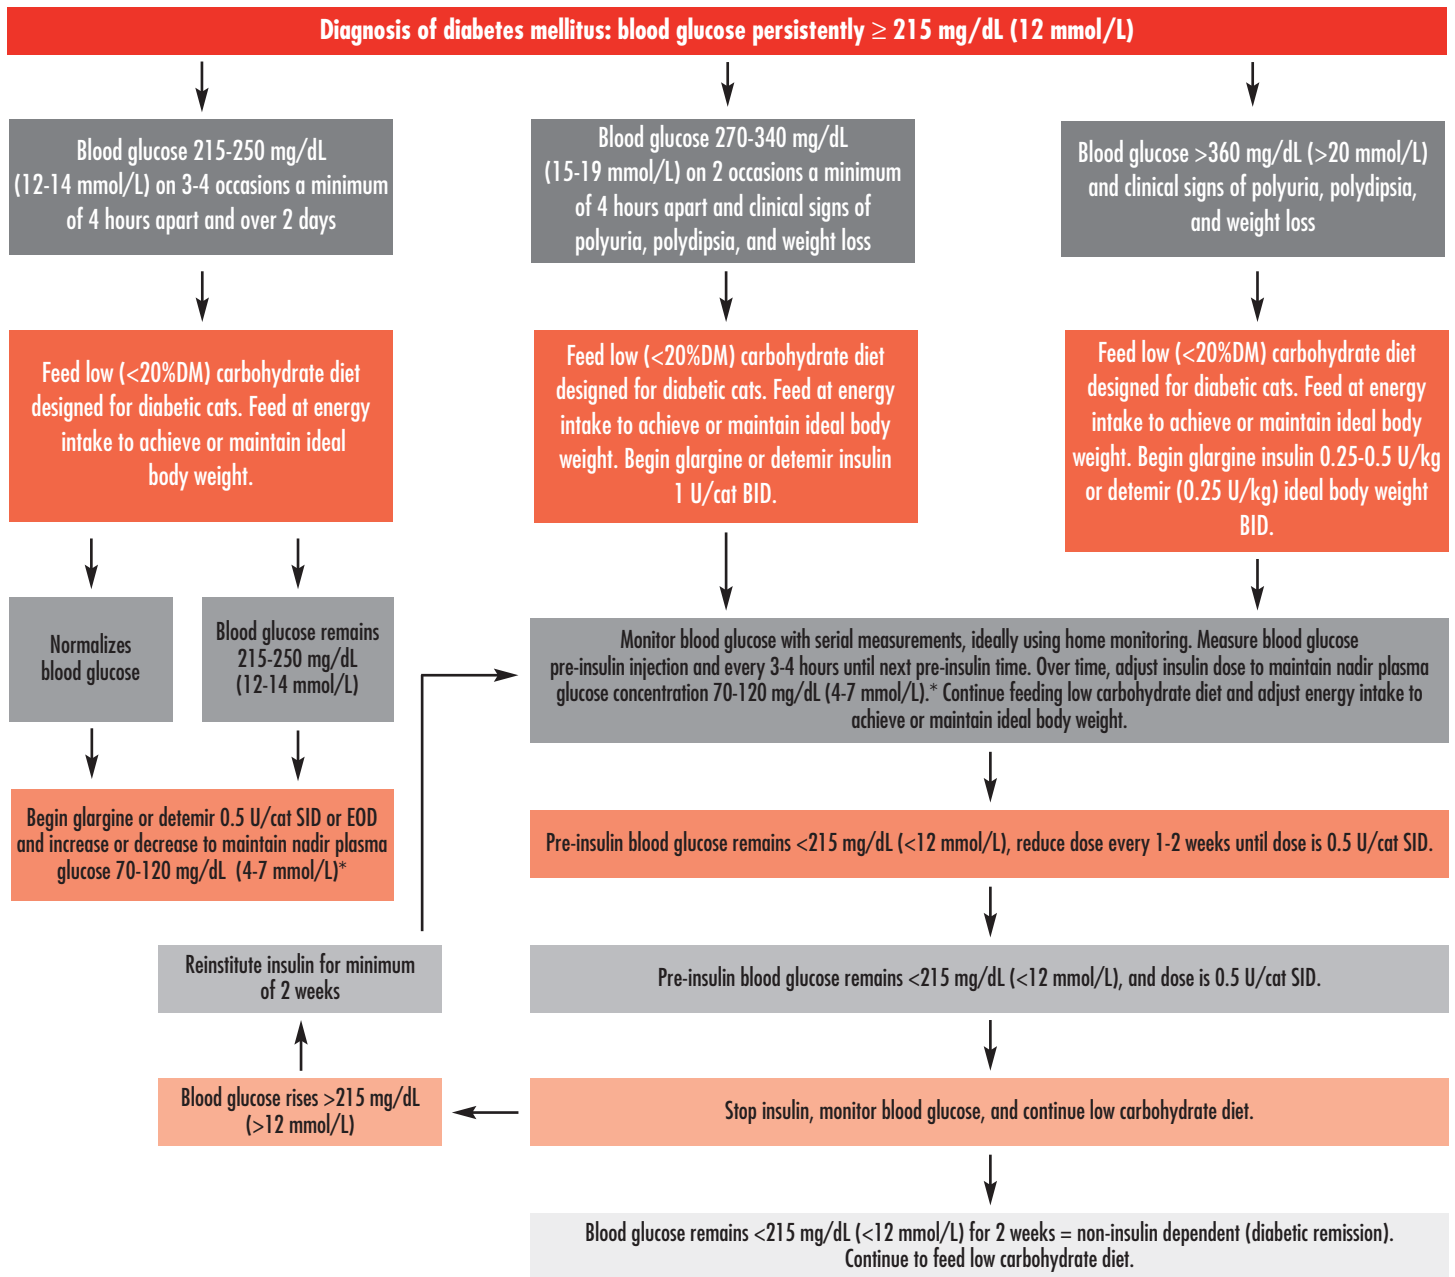 Diagnosis of diabetes mellitus: blood glucose persistently ≥ 215 mg/dL (12 mmol/L)
Blood glucose 215-250 mg/dL
(12-14 mmol/L) on 3-4 occasions a minimum
of 4 hours apart and over 2 days
Blood glucose 270-340 mg/dL
(15-19 mmol/L) on 2 occasions a minimum
of 4 hours apart and clinical signs of
polyuria, polydipsia, and weight loss
Blood glucose >360 mg/dL (>20 mmol/L)
and clinical signs of polyuria, polydipsia,
and weight loss
Feed low (<20%DM) carbohydrate diet
designed for diabetic cats. Feed at energy
intake to achieve or maintain ideal
body weight.
Feed low (<20%DM) carbohydrate diet
designed for diabetic cats. Feed at energy
intake to achieve or maintain ideal body
weight. Begin glargine or detemir insulin
1 U/cat BID.
Feed low (<20%DM) carbohydrate diet
designed for diabetic cats. Feed at energy
intake to achieve or maintain ideal body
weight. Begin glargine insulin 0.25-0.5 U/kg
or detemir (0.25 U/kg) ideal body weight
BID.
Normalizes
blood glucose
Blood glucose remains
215-250 mg/dL
(12-14 mmol/L)
Monitor blood glucose with serial measurements, ideally using home monitoring. Measure blood glucose
pre-insulin injection and every 3-4 hours until next pre-insulin time. Over time, adjust insulin dose to maintain nadir plasma
glucose concentration 70-120 mg/dL (4-7 mmol/L).* Continue feeding low carbohydrate diet and adjust energy intake to
achieve or maintain ideal body weight.
Begin glargine or detemir 0.5 U/cat SID or EOD
and increase or decrease to maintain nadir plasma
glucose 70-120 mg/dL (4-7 mmol/L)*
Pre-insulin blood glucose remains <215 mg/dL (<12 mmol/L), reduce dose every 1-2 weeks until dose is 0.5 U/cat SID.
Reinstitute insulin for minimum
of 2 weeks
Pre-insulin blood glucose remains <215 mg/dL (<12 mmol/L), and dose is 0.5 U/cat SID.
Blood glucose rises >215 mg/dL
(>12 mmol/L)
Stop insulin, monitor blood glucose, and continue low carbohydrate diet.
Blood glucose remains <215 mg/dL (<12 mmol/L) for 2 weeks = non-insulin dependent (diabetic remission).
Continue to feed low carbohydrate diet.